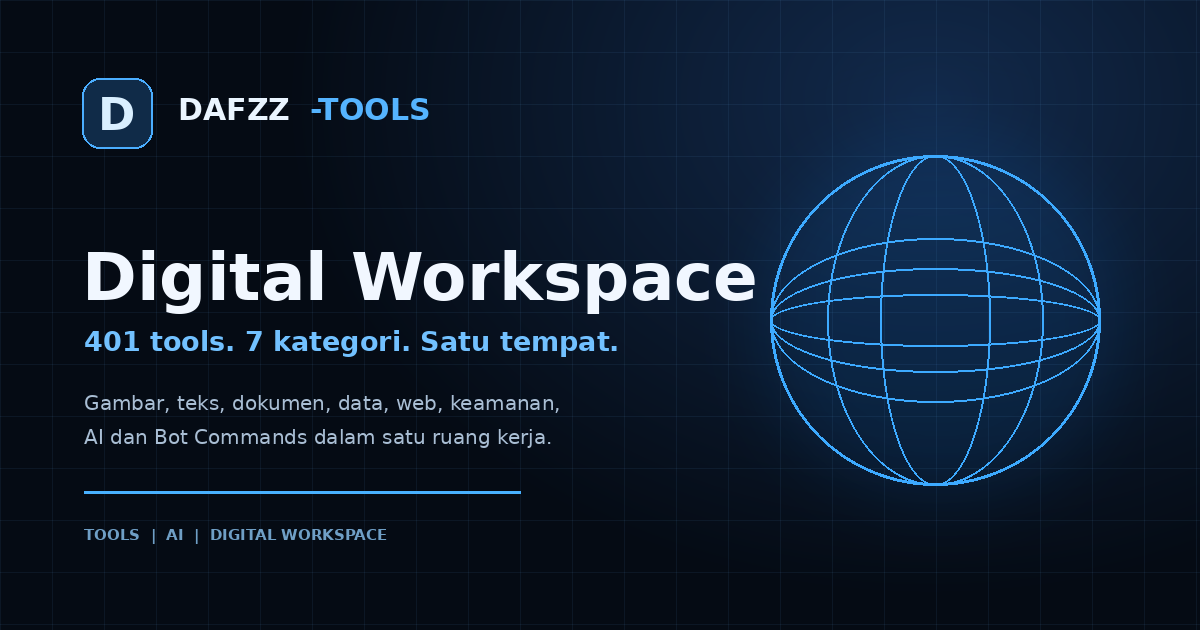 D
DAFZZ -TOOLS
Digital Workspace
401 tools. 7 kategori. Satu tempat.
Gambar, teks, dokumen, data, web, keamanan,
AI dan Bot Commands dalam satu ruang kerja.
TOOLS | AI | DIGITAL WORKSPACE